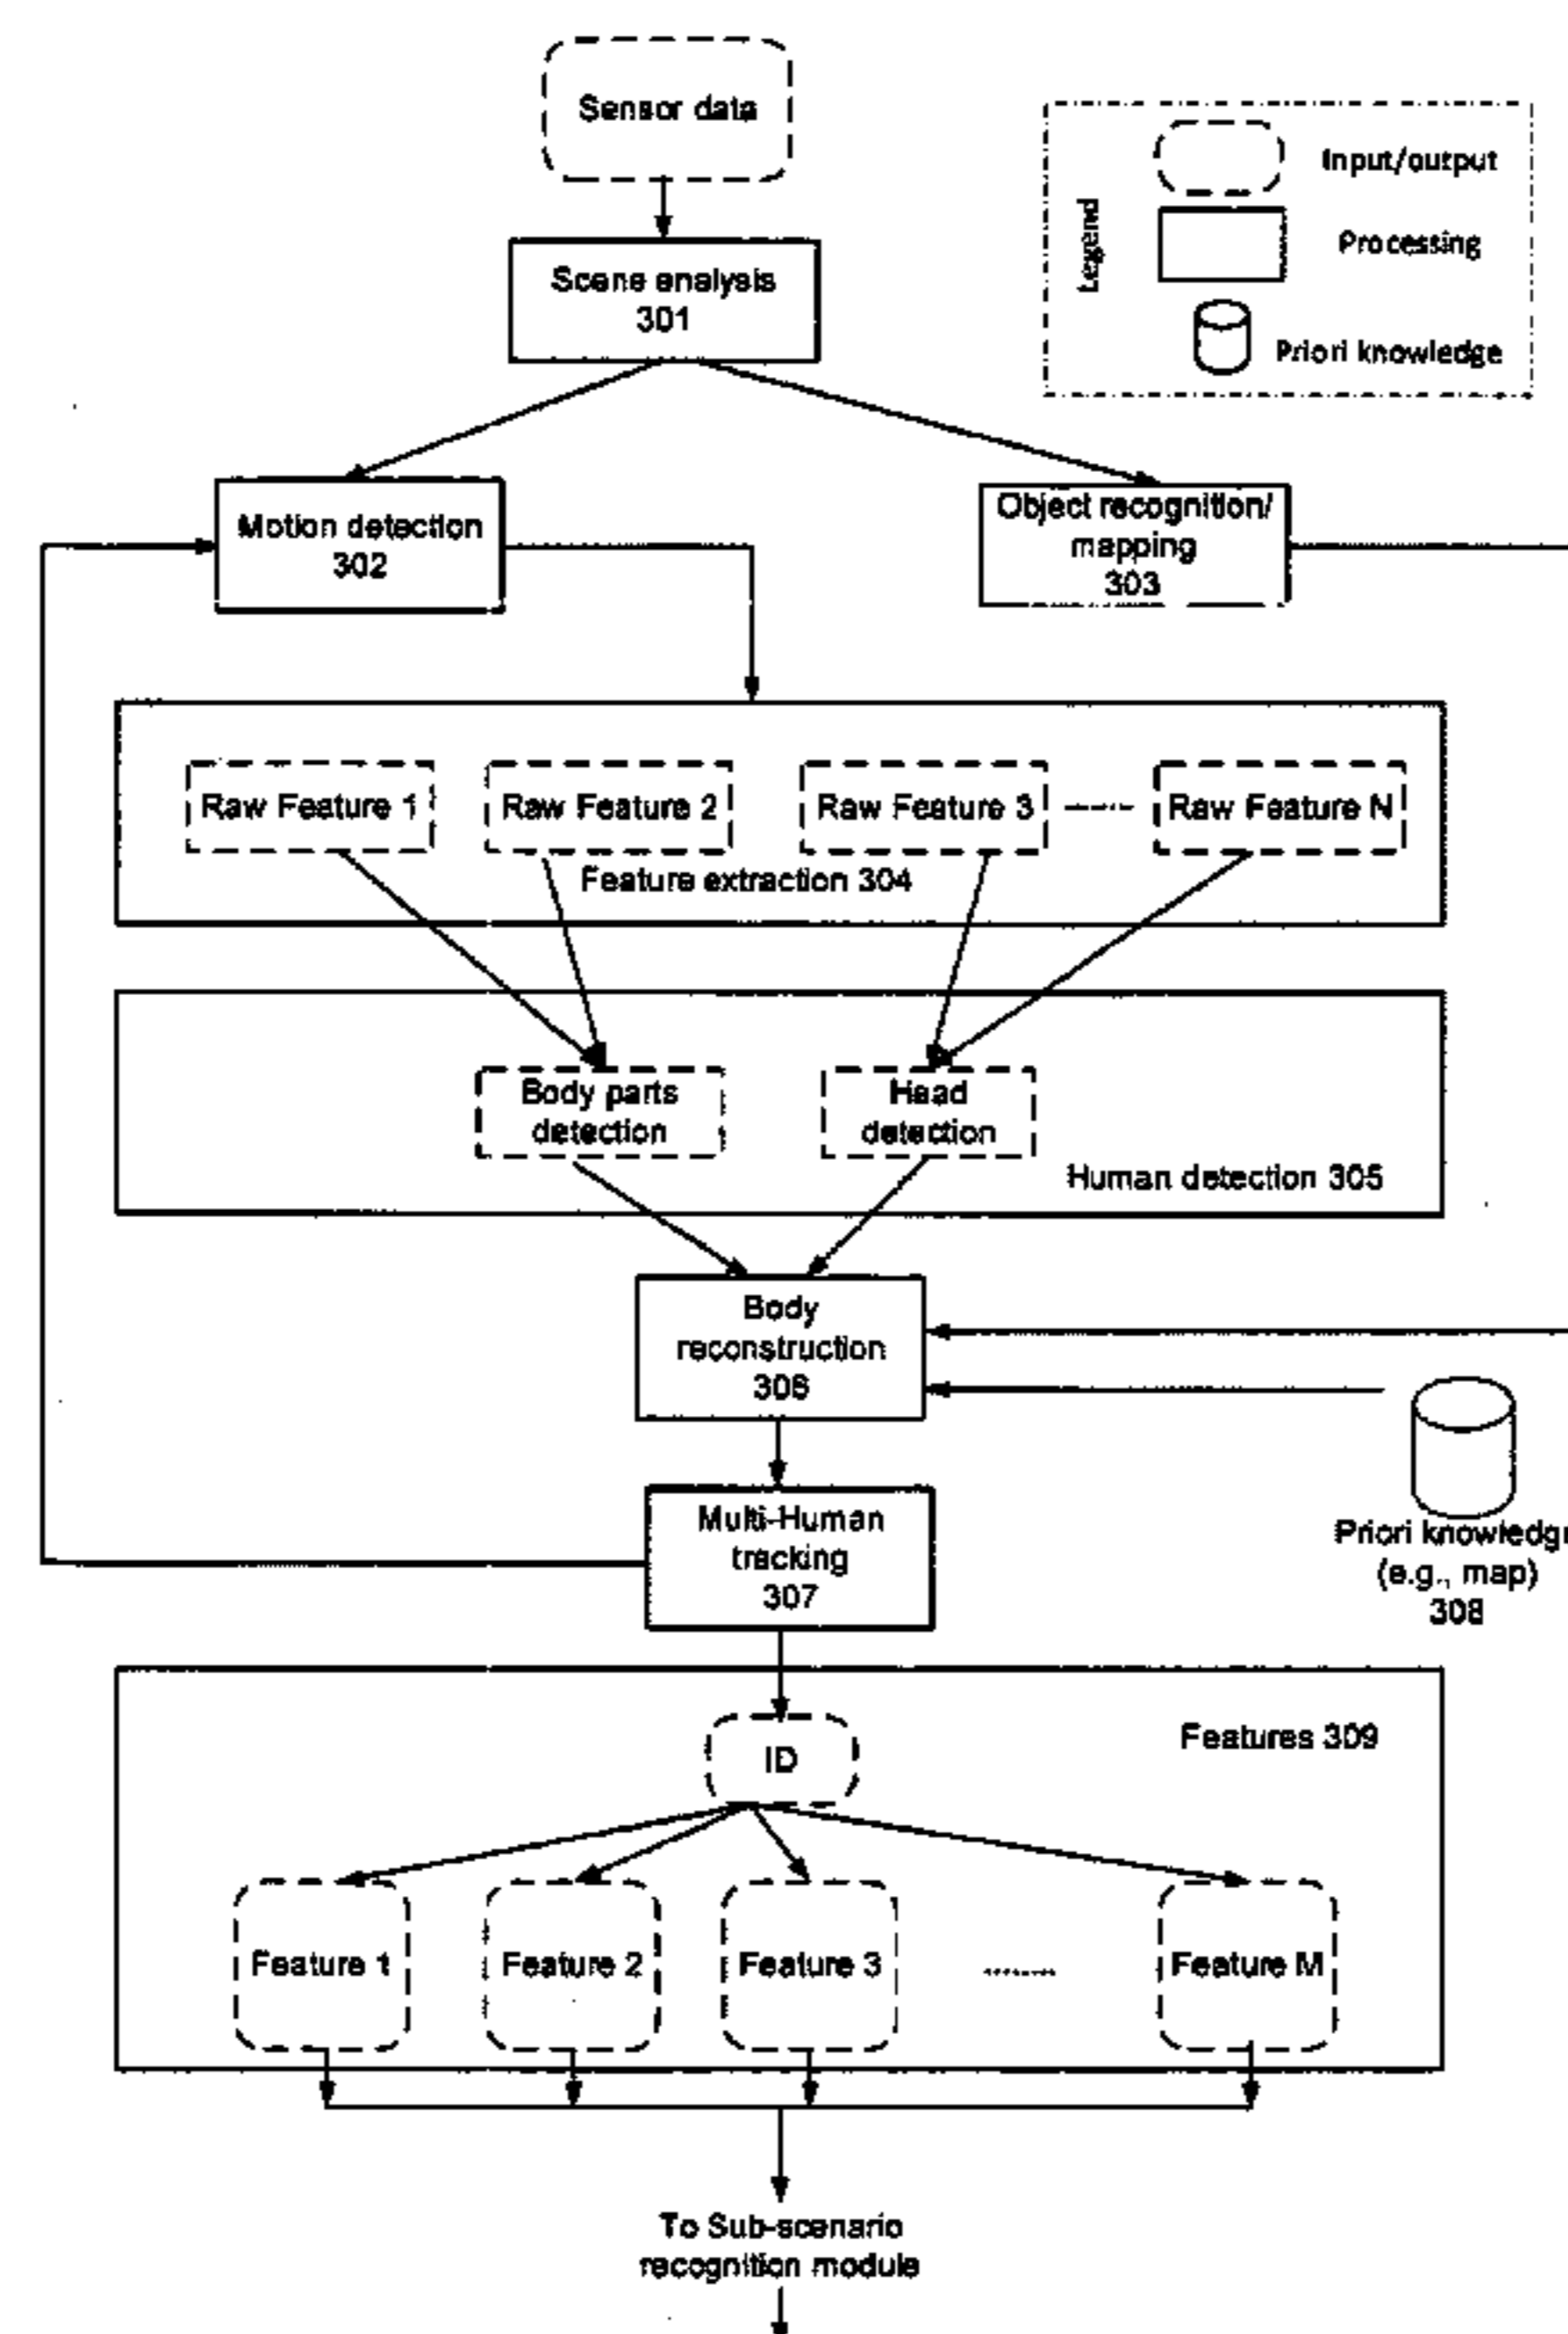 Sensor data
Legend
Input/output
Processing
Priori knowledge
Scene analysis
301
Motion detection
302
Object recognition/
mapping
303
Raw Feature 1
Raw Feature 2
Raw Feature 3
Raw Feature N
Feature extraction 304
Body parts
detection
Head
detection
Human detection 305
Body
reconstruction
306
Multi-Human
tracking
307
Priori knowledge
(e.g., map)
308
ID
Features 309
Feature 1
Feature 2
Feature 3
Feature M
To Sub-scenario
recognition module